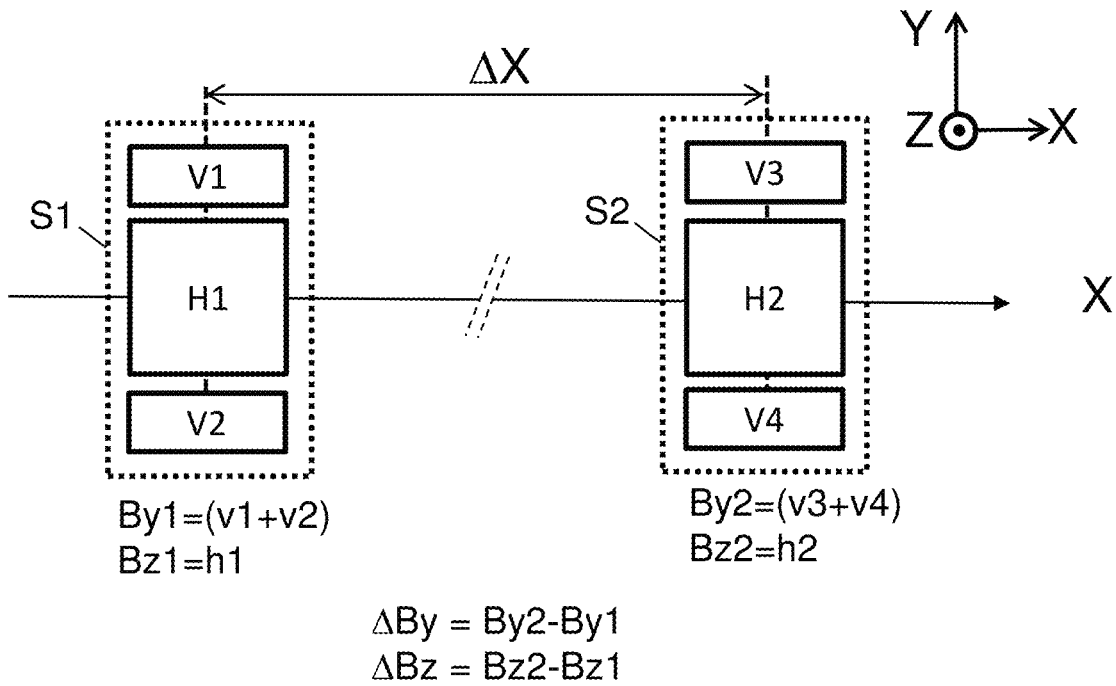 ΔX
Y
Z
X
V1
V3
S1
S2
H1
H2
X
V2
V4
By1=(v1+v2)
Bz1=h1
By2=(v3+v4)
Bz2=h2
ΔBy = By2-By1
ΔBz = Bz2-Bz1